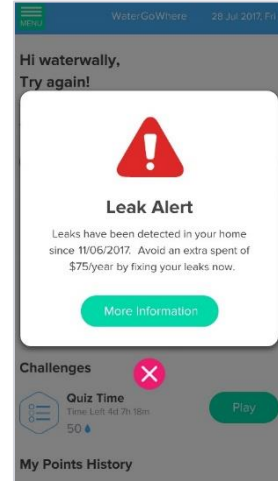 MENU
WaterGoWhere
28 Jul 2017, Fri
Hi waterwally,
Try again!
Leak Alert
Leaks have been detected in your home
since 11/06/2017. Avoid an extra spent of
$75/year by fixing your leaks now.
More Information
Challenges
Quiz Time
Time Left 4d 7h 18m
50
Play
My Points History